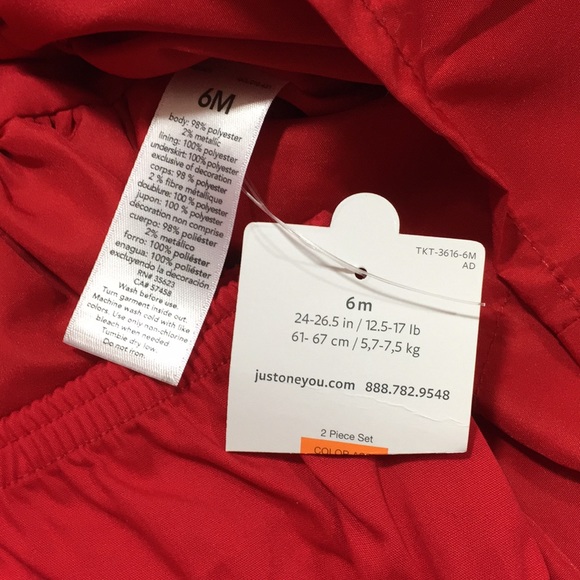 6M
body: 98% polyester
2% metallic
lining: 100% polyester
underskirt: 100% polyester
exclusive of decoration
corps: 98 % polyester
2 % fibre métallique
doublure: 100% polyester
jupon: 100 % polyester
décoration non comprise
cuerpo: 98% poliéster
2% metálico
forro: 100% poliéster
enagua: 100% poliéster
excluyendo la decoración
RN# 35623
CA# 57458
Wash before use.
Turn garment inside out.
Machine wash cold with like
colors. Use only non-chlorine
bleach when needed
Tumble dry low.
Do not iron.
TKT-3616-6M
AD
6m
24-26.5 in / 12.5-17 lb
61- 67 cm / 5,7-7,5 kg
justoneyou.com 888.782.9548
2 Piece Set
COLOR